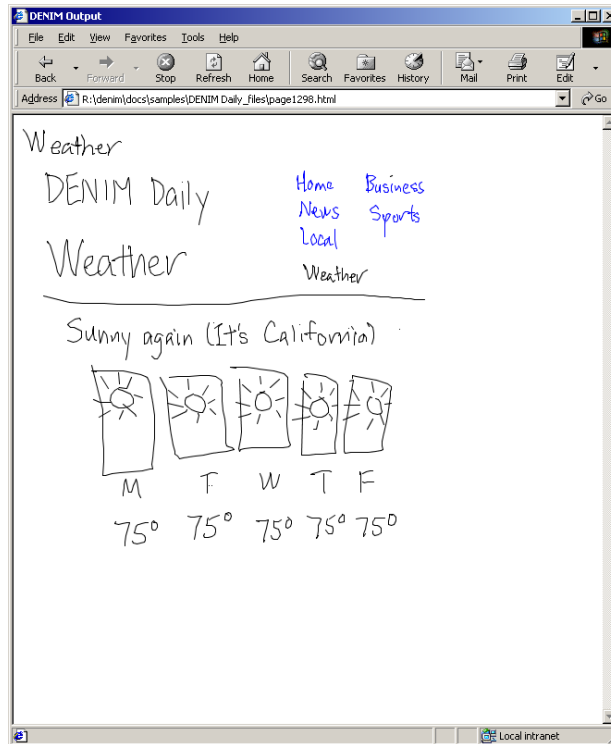 DENIM Output
File Edit View Favorites Tools Help
Back Forward Stop Refresh Home Search Favorites History Mail Print Edit
Address R:\denim\docs\samples\DENIM Daily_files\page1298.html Go
Weather
DENIM Daily
Home Business
News Sports
Local
Weather
Weather
Sunny again (It's California)
M T W T F
75° 75° 75° 75° 75°
Local intranet